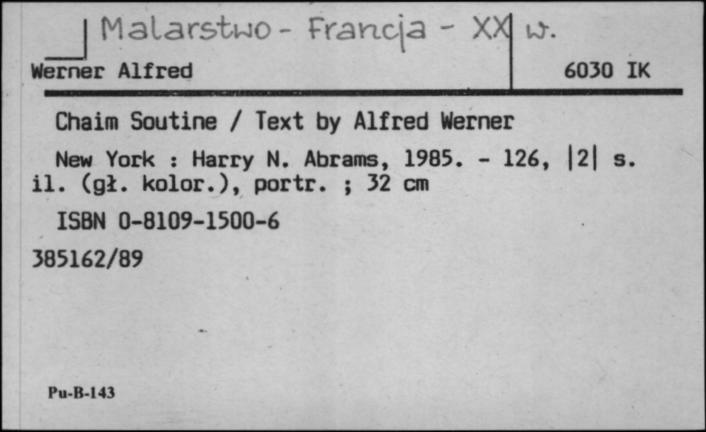 Malarstwo - Francja - XX w.
Werner Alfred 6030 IK
Chaim Soutine / Text by Alfred Werner
New York : Harry N. Abrams, 1985. - 126, |2| s.
il. (gł. kolor.), portr. ; 32 cm
ISBN 0-8109-1500-6
385162/89
Pu-B-143